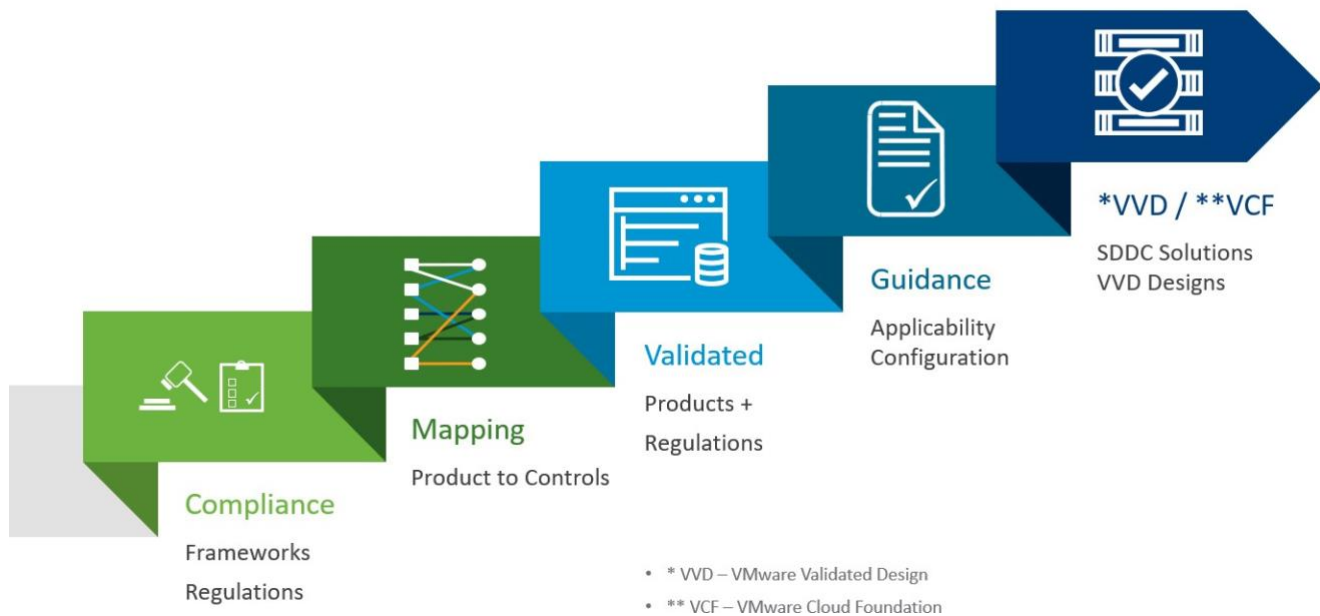 Compliance
Frameworks
Regulations
Mapping
Product to Controls
Validated
Products +
Regulations
Guidance
Applicability
Configuration
*VVD / **VCF
SDDC Solutions
VVD Designs
• * VVD – VMware Validated Design
• ** VCF – VMware Cloud Foundation